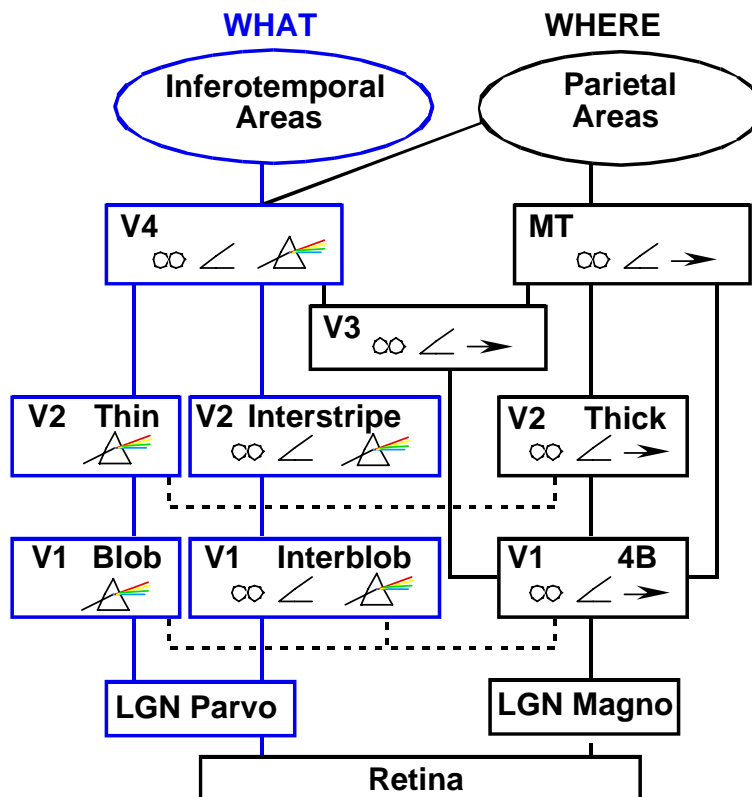 WHAT
WHERE
Inferotemporal
Areas
Parietal
Areas
V4
MT
V3
V2 Thin
V2 Interstripe
V2 Thick
V1 Blob
V1 Interblob
V1 4B
LGN Parvo
LGN Magno
Retina